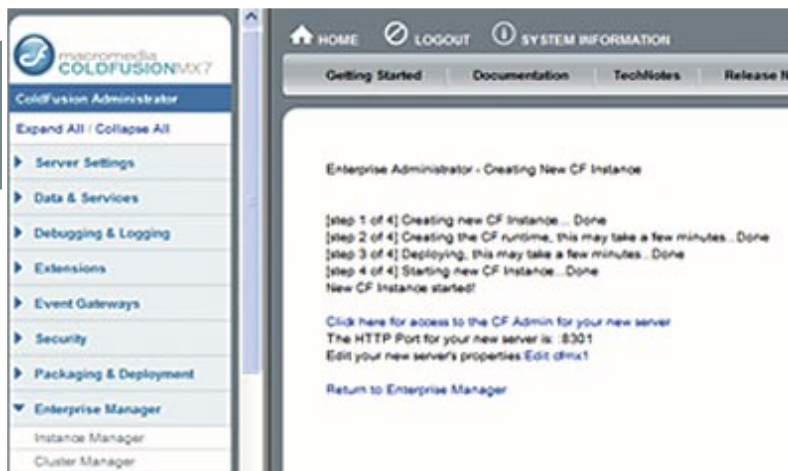 macromedia
COLDFUSION MX7
ColdFusion Administrator
Expand All / Collapse All
Server Settings
Data & Services
Debugging & Logging
Extensions
Event Gateways
Security
Packaging & Deployment
Enterprise Manager
Instance Manager
Cluster Manager
HOME LOGOUT SYSTEM INFORMATION
Getting Started Documentation TechNotes Release N
Enterprise Administrator - Creating New CF Instance
[step 1 of 4] Creating new CF Instance... Done
[step 2 of 4] Creating the CF runtime, this may take a few minutes...Done
[step 3 of 4] Deploying, this may take a few minutes...Done
[step 4 of 4] Starting new CF Instance...Done
New CF Instance started!
Click here for access to the CF Admin for your new server
The HTTP Port for your new server is: :8301
Edit your new server's properties Edit cfmx1
Return to Enterprise Manager